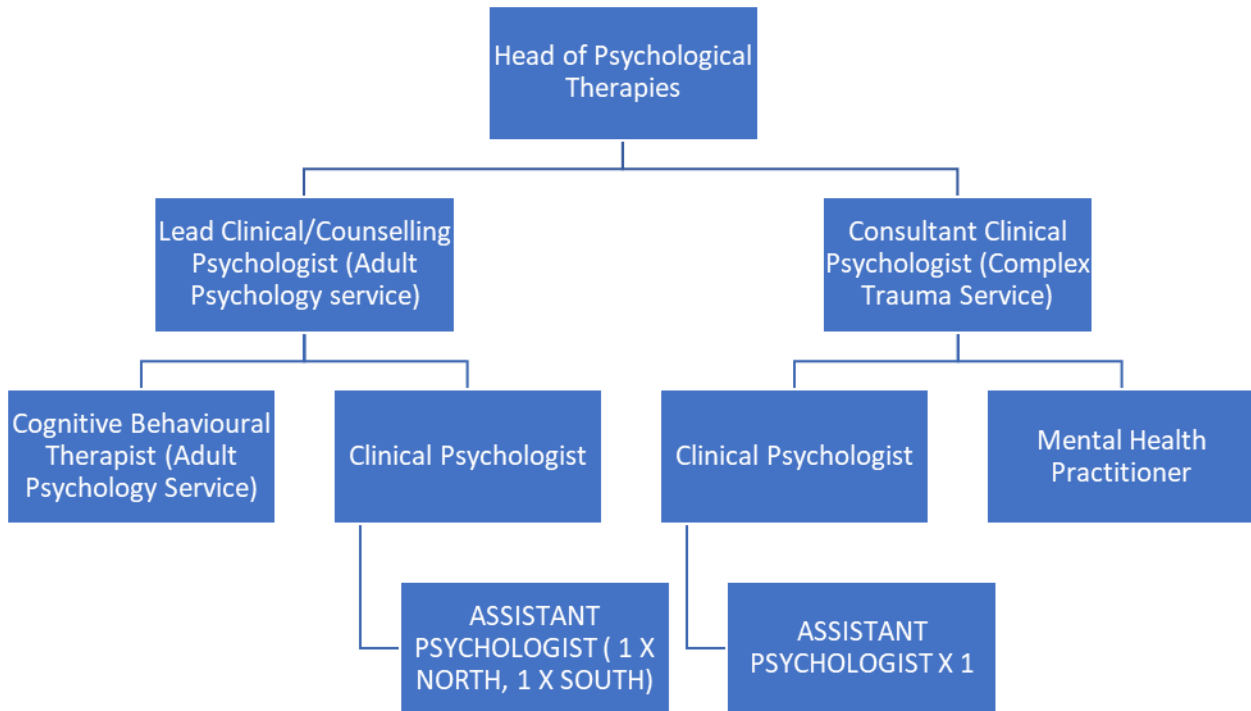 Head of Psychological
Therapies
Lead Clinical/Counselling
Psychologist (Adult
Psychology service)
Consultant Clinical
Psychologist (Complex
Trauma Service)
Cognitive Behavioural
Therapist (Adult
Psychology Service)
Clinical Psychologist
Clinical Psychologist
Mental Health
Practitioner
ASSISTANT
PSYCHOLOGIST ( 1 X
NORTH, 1 X SOUTH)
ASSISTANT
PSYCHOLOGIST X 1